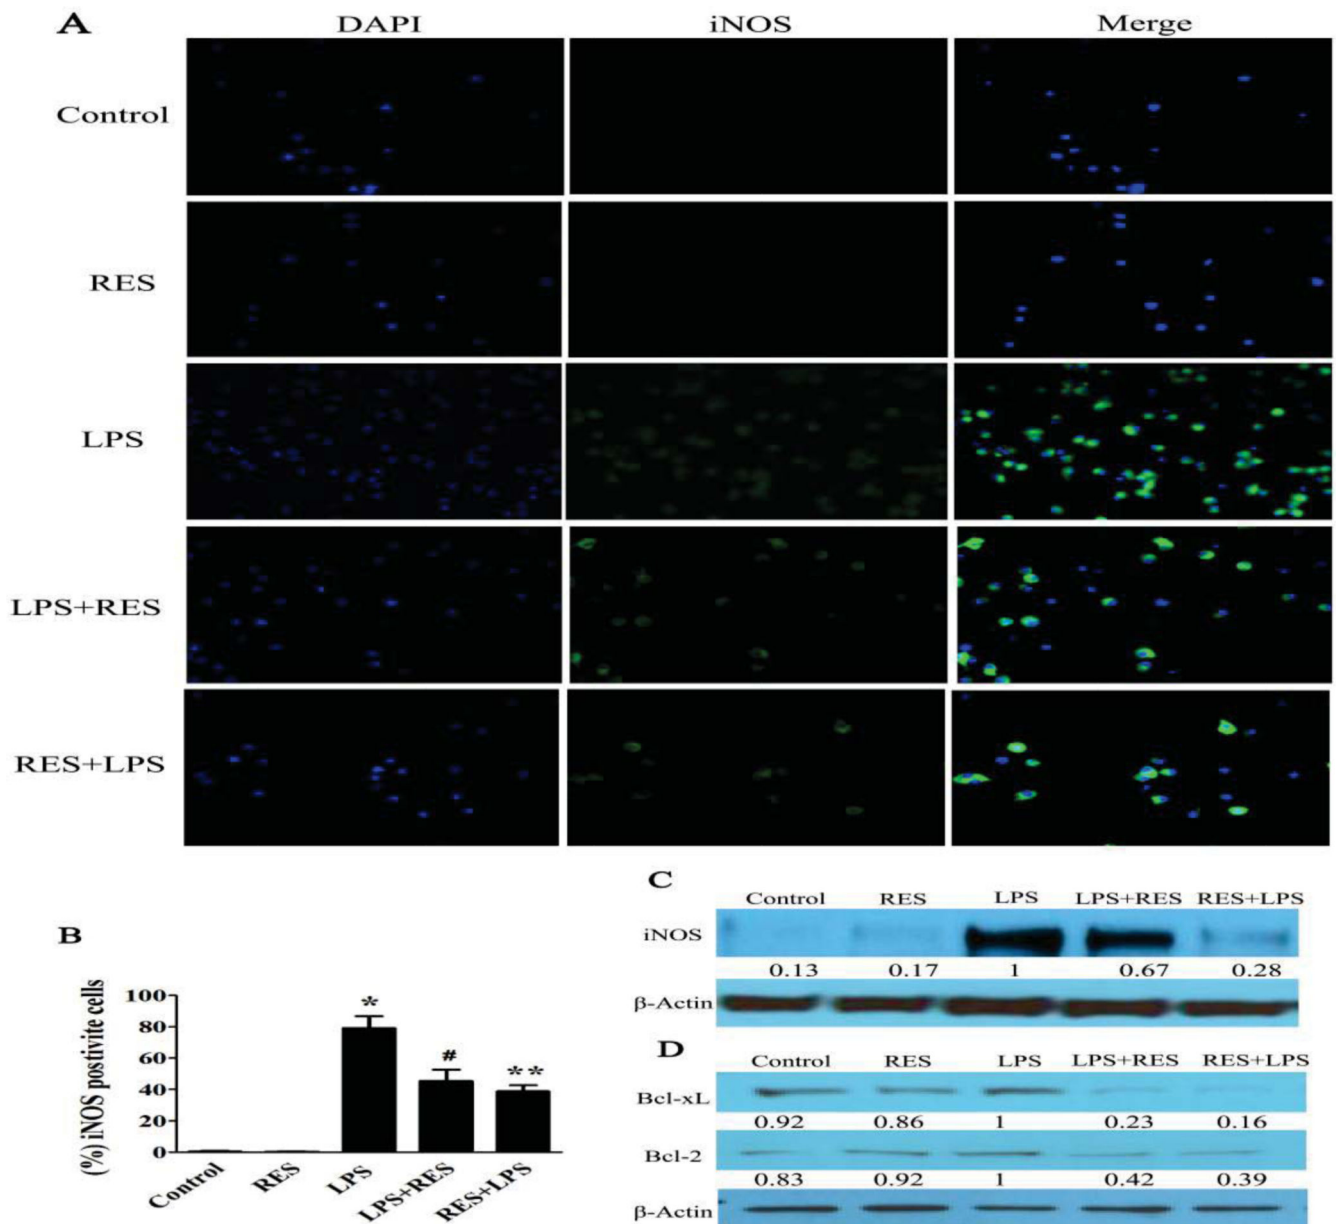 A
DAPI iNOS Merge
Control
RES
LPS
LPS+RES
RES+LPS
B
(%) iNOS postivite cells
100
80
60
40
20
0
*
#
**
Control RES LPS LPS+RES RES+LPS
C
Control RES LPS LPS+RES RES+LPS
iNOS
0.13 0.17 1 0.67 0.28
β-Actin
D
Control RES LPS LPS+RES RES+LPS
Bcl-xL
0.92 0.86 1 0.23 0.16
Bcl-2
0.83 0.92 1 0.42 0.39
β-Actin